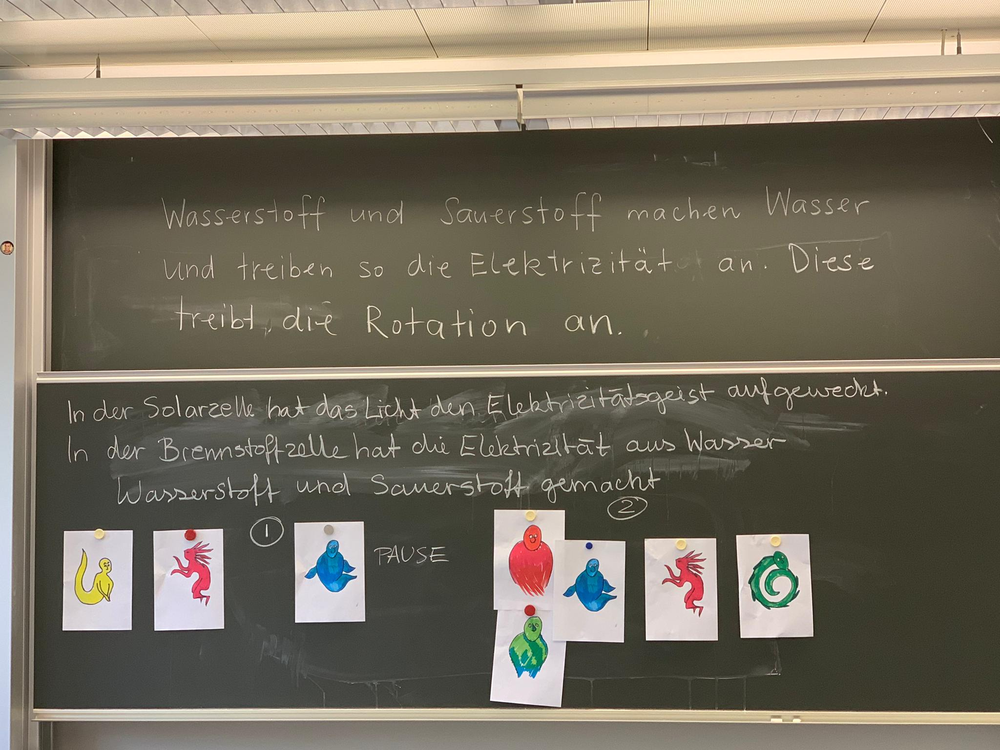 Wasserstoff und Sauerstoff machen Wasser
und treiben so die Elektrizität an. Diese
treibt die Rotation an.
In der Solarzelle hat das Licht den Elektrizitätsgeist aufgeweckt.
In der Brennstoffzelle hat die Elektrizität aus Wasser
Wasserstoff und Sauerstoff gemacht
1
2
PAUSE